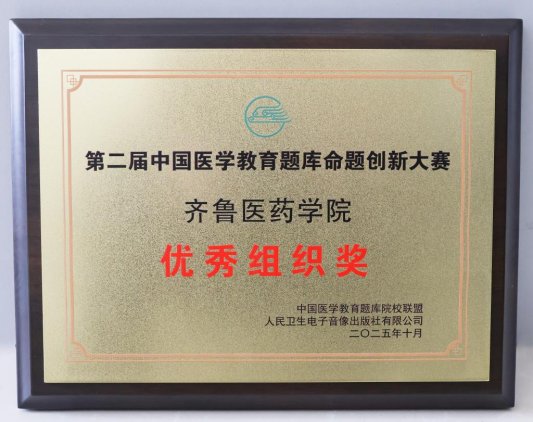 第二届中国医学教育题库命题创新大赛
齐鲁医药学院
优秀组织奖
中国医学教育题库院校联盟
人民卫生电子音像出版社有限公司
二〇二五年十月